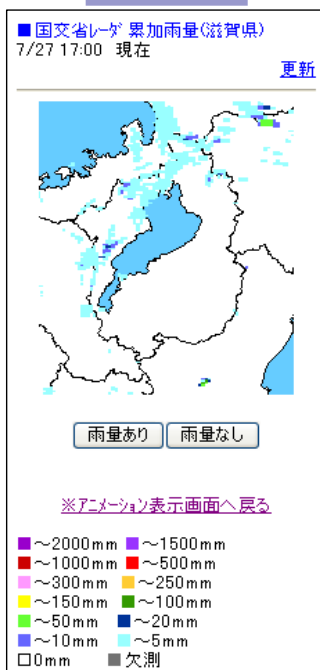 ■国交省ﾚｰﾀﾞ累加雨量(滋賀県)
7/27 17:00 現在
更新
雨量あり 雨量なし
※ｱﾆﾒｰｼｮﾝ表示画面へ戻る
■～2000mm ■～1500mm
■～1000mm ■～500mm
■～300mm ■～250mm
■～150mm ■～100mm
■～50mm ■～20mm
■～10mm ■～5mm
□0mm ■欠測